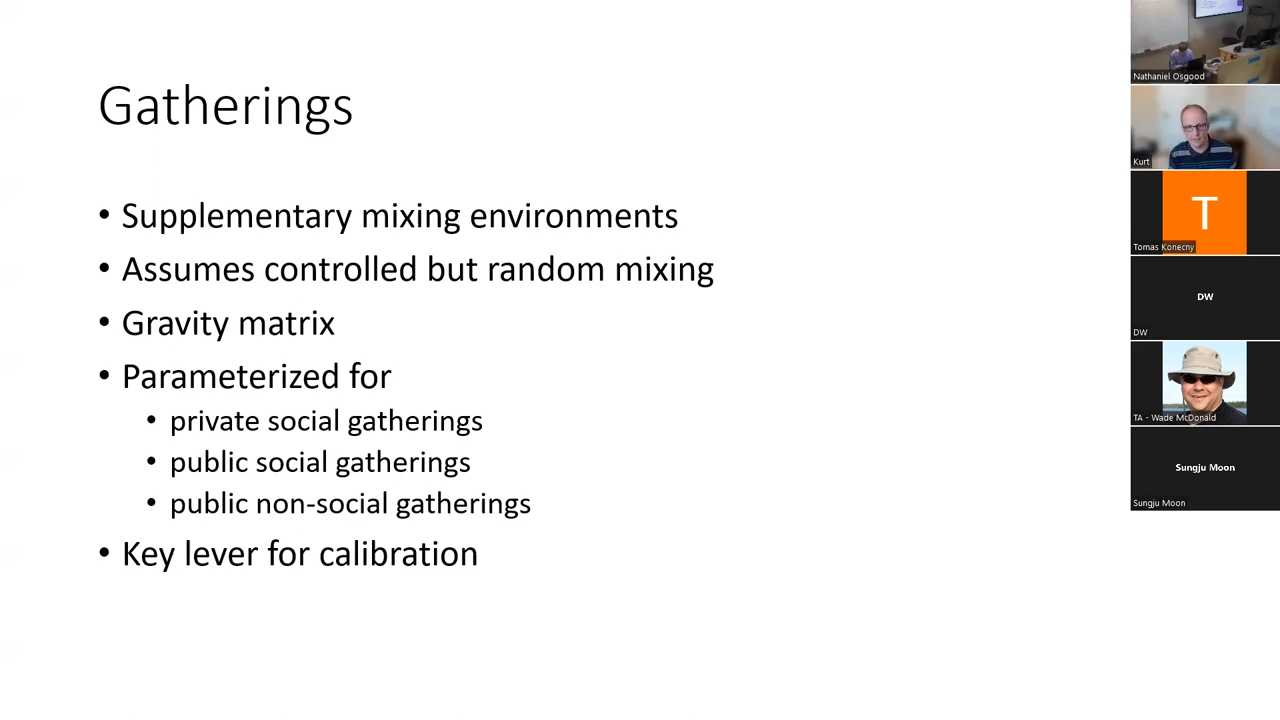 Gatherings
• Supplementary mixing environments
• Assumes controlled but random mixing
• Gravity matrix
• Parameterized for
• private social gatherings
• public social gatherings
• public non-social gatherings
• Key lever for calibration
Nathaniel Osgood
Kurt
T
Tomas Konecny
DW
DW
TA - Wade McDonald
Sungju Moon
Sungju Moon